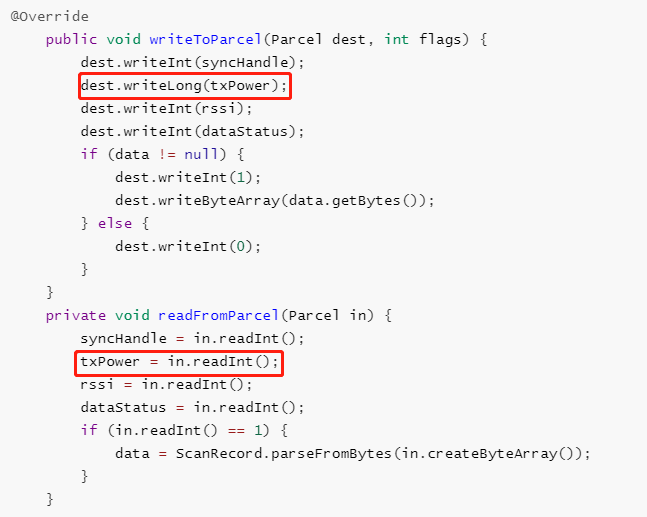 @Override
    public void writeToParcel(Parcel dest, int flags) {
        dest.writeInt(syncHandle);
        dest.writeLong(txPower);
        dest.writeInt(rssi);
        dest.writeInt(dataStatus);
        if (data != null) {
            dest.writeInt(1);
            dest.writeByteArray(data.getBytes());
        } else {
            dest.writeInt(0);
        }
    }
    private void readFromParcel(Parcel in) {
        syncHandle = in.readInt();
        txPower = in.readInt();
        rssi = in.readInt();
        dataStatus = in.readInt();
        if (in.readInt() == 1) {
            data = ScanRecord.parseFromBytes(in.createByteArray());
        }
    }